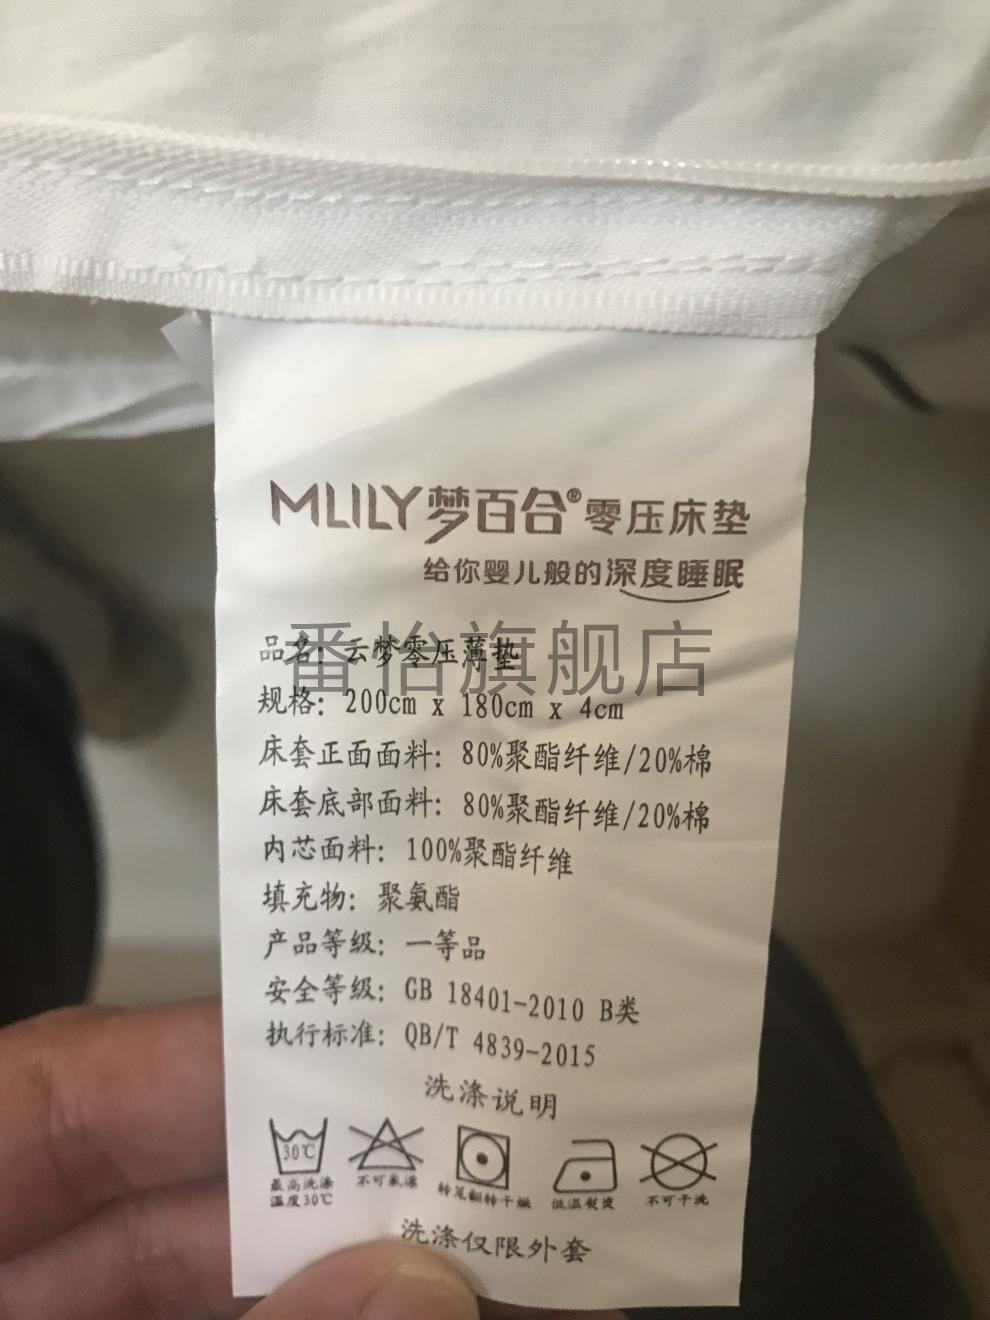 MLILY梦百合®零压床垫
给你婴儿般的深度睡眠
番怡旗舰店
品名：云梦零压薄垫
规格：200cm x 180cm x 4cm
床套正面面料：80%聚酯纤维/20%棉
床套底部面料：80%聚酯纤维/20%棉
内芯面料：100%聚酯纤维
填充物：聚氨酯
产品等级：一等品
安全等级：GB 18401-2010 B类
执行标准：QB/T 4839-2015
洗涤说明
30℃
最高洗涤温度30℃
不可氯漂
转笼翻转干燥
低温熨烫
不可干洗
洗涤仅限外套